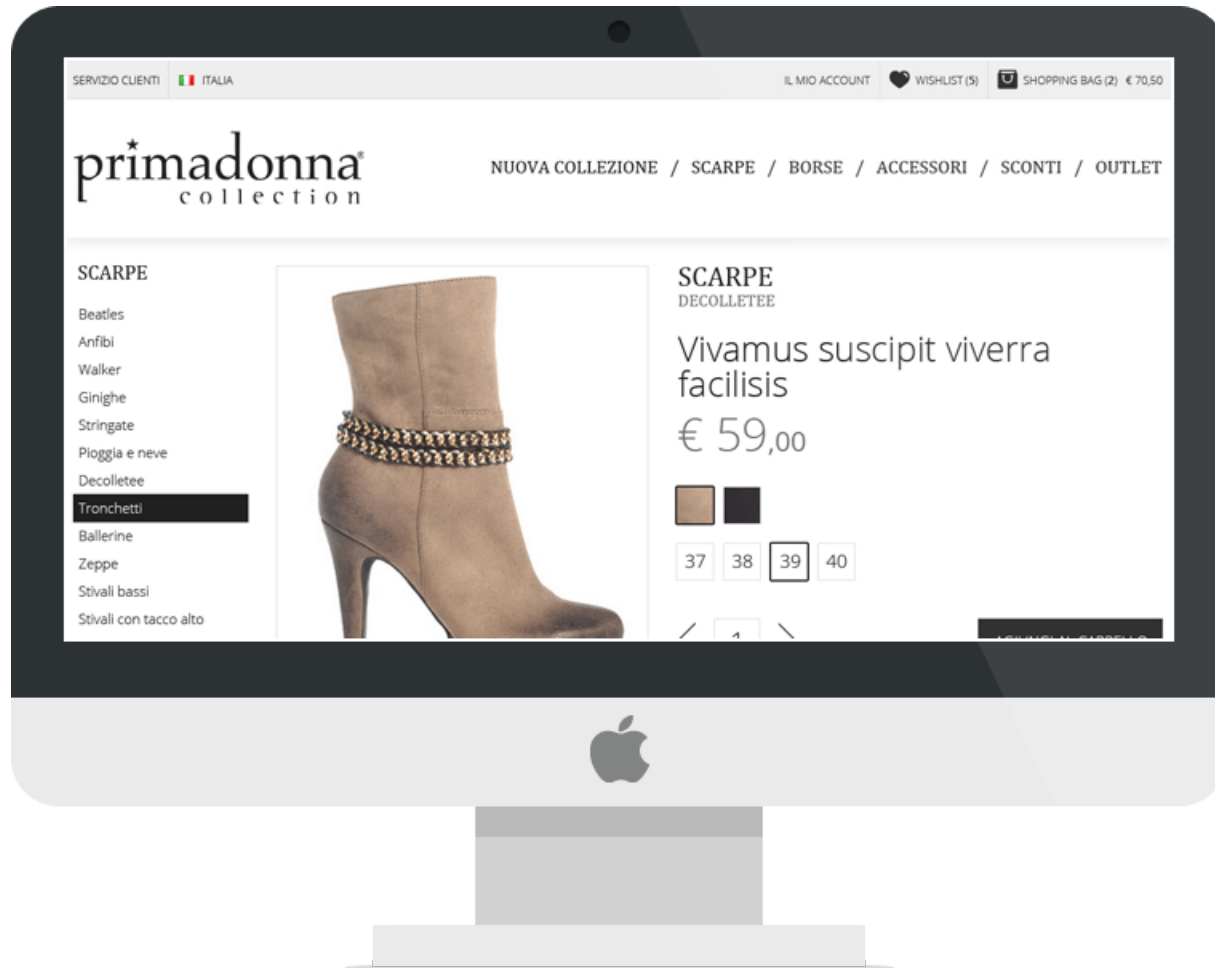 SERVIZIO CLIENTI ITALIA IL MIO ACCOUNT WISHLIST (5) SHOPPING BAG (2) € 70,50
primadonna®
collection
NUOVA COLLEZIONE / SCARPE / BORSE / ACCESSORI / SCONTI / OUTLET
SCARPE
Beatles
Anfibi
Walker
Ginighe
Stringate
Pioggia e neve
Decolletee
Tronchetti
Ballerine
Zeppe
Stivali bassi
Stivali con tacco alto
SCARPE
DECOLLETEE
Vivamus suscipit viverra
facilisis
€ 59,00
37 38 39 40